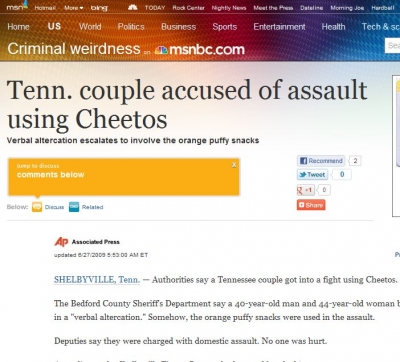 msn Hotmail More bing TODAY Rock Center Nightly News Meet the Press Dateline Morning Joe Hardball
Home US World Politics Business Sports Entertainment Health Tech & sc
Criminal weirdness on msnbc.com
Tenn. couple accused of assault
using Cheetos
Verbal altercation escalates to involve the orange puffy snacks
Jump to discuss
comments below
X
Below: Discuss Related
Recommend 2
Tweet 0
+1 0
Share
AP Associated Press
updated 6/27/2009 5:53:00 AM ET
SHELBYVILLE, Tenn. — Authorities say a Tennessee couple got into a fight using Cheetos.
The Bedford County Sheriff's Department say a 40-year-old man and 44-year-old woman b
in a "verbal altercation." Somehow, the orange puffy snacks were used in the assault.
Deputies say they were charged with domestic assault. No one was hurt.